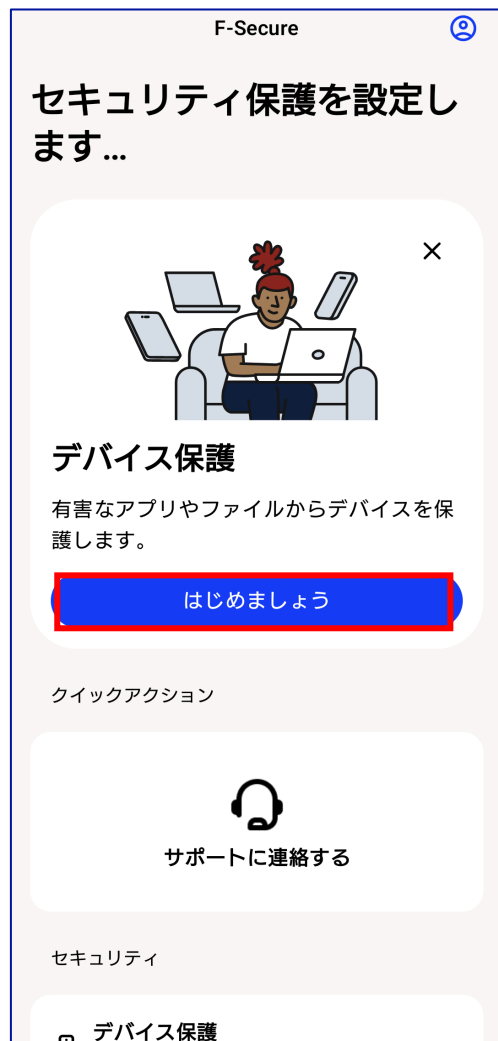 F-Secure
セキュリティ保護を設定し
ます...
デバイス保護
有害なアプリやファイルからデバイスを保
護します。
はじめましょう
クイックアクション
サポートに連絡する
セキュリティ
デバイス保護